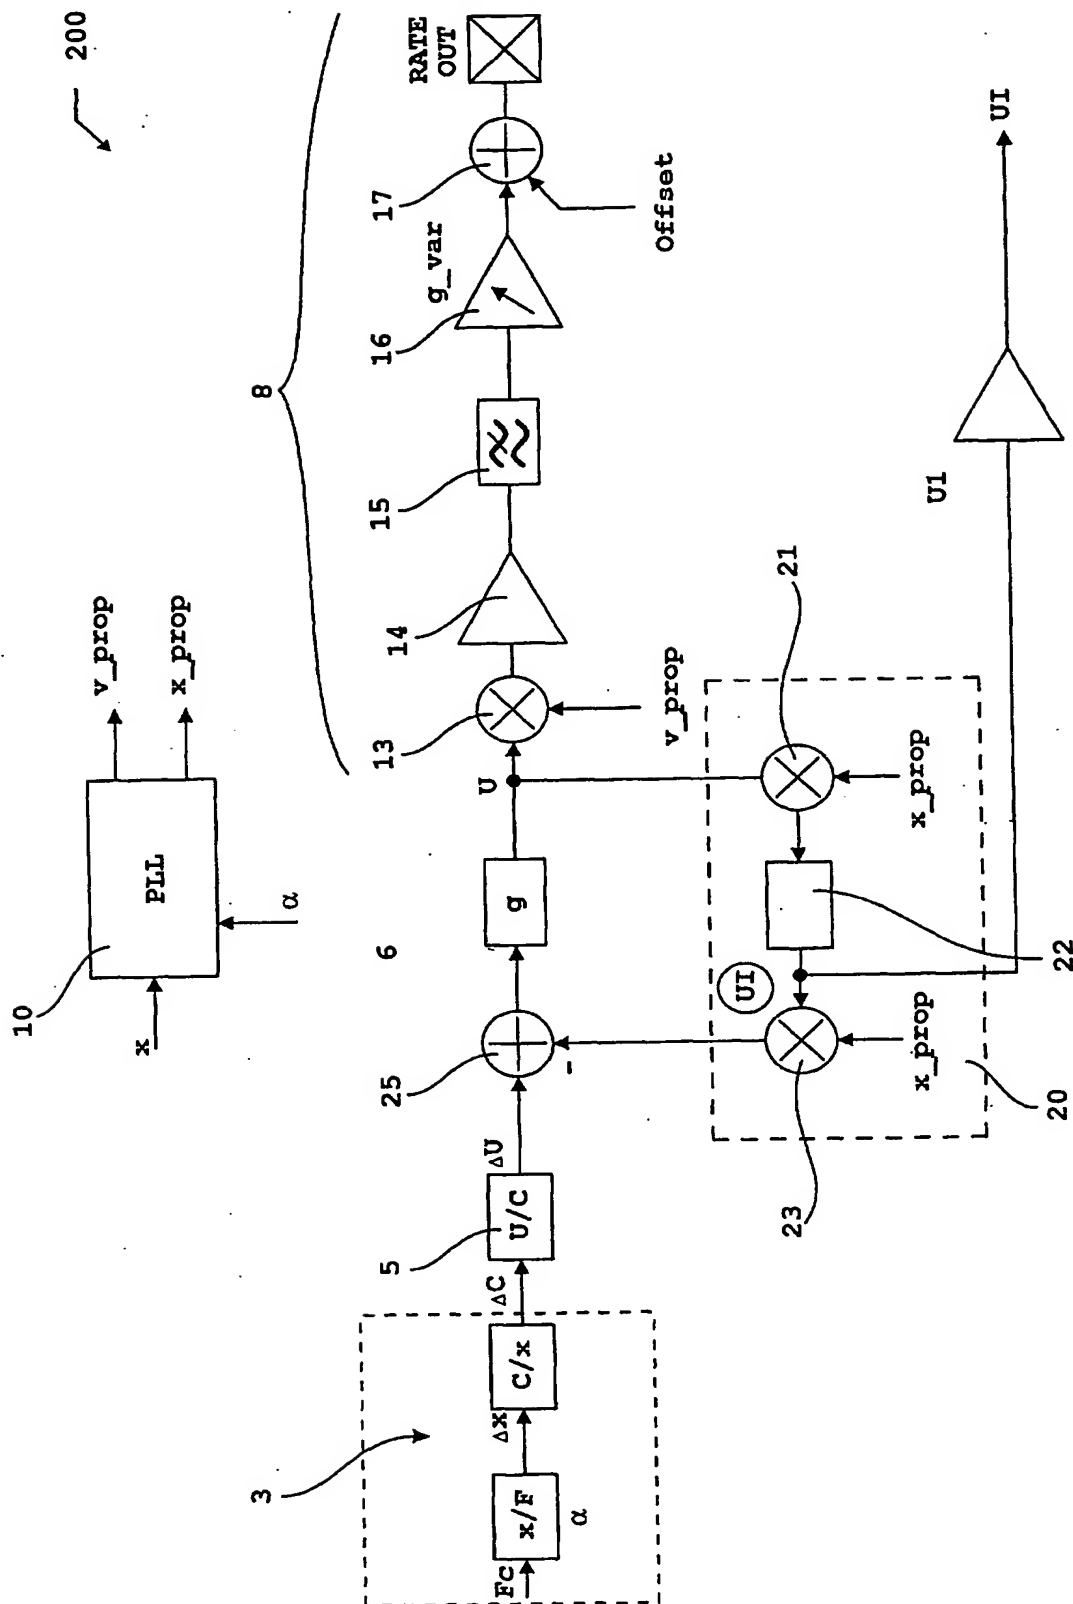 200
8
RATE
OUT
17
Offset
g_var
16
15
14
13
v_prop
U
v_prop
x_prop
PLL
10
x
α
6
g
25
-
ΔU
5
U/C
ΔC
3
C/x
Δx
x/F
α
Fc
21
x_prop
22
UI
23
x_prop
20
U1
UI